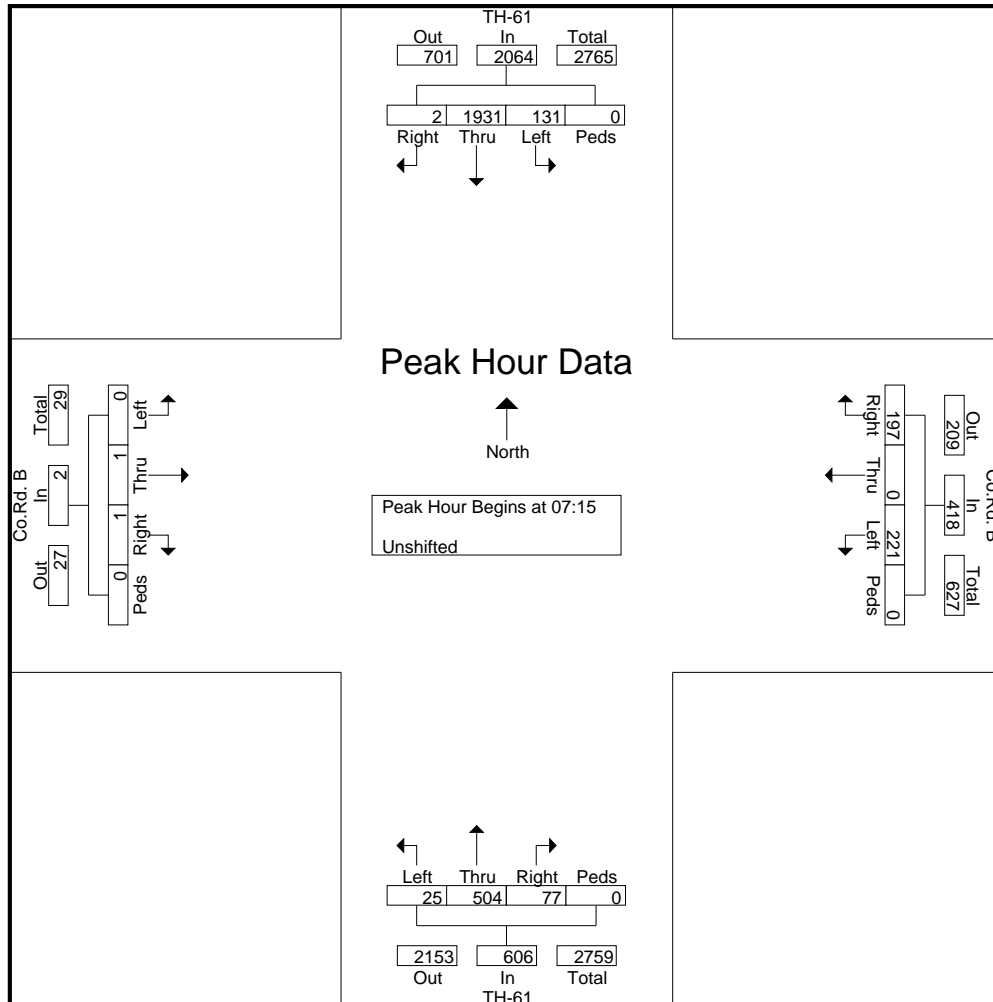 TH-61
Out In Total
701 2064 2765
2 1931 131 0
Right Thru Left Peds
Peak Hour Data
North
Peak Hour Begins at 07:15
Unshifted
Co.Rd. B
Total In Out
29 2 27
0 1 1 0
Left Thru Right Peds
Right Thru Left Peds
197 0 221 0
Out In Total
209 418 627
Co.Rd. B
Left Thru Right Peds
25 504 77 0
2153 606 2759
Out In Total
TH-61